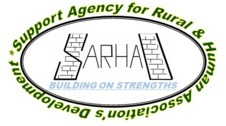 *Support Agency for Rural & Human Association's Development
SARHAD
BUILDING ON STRENGTHS